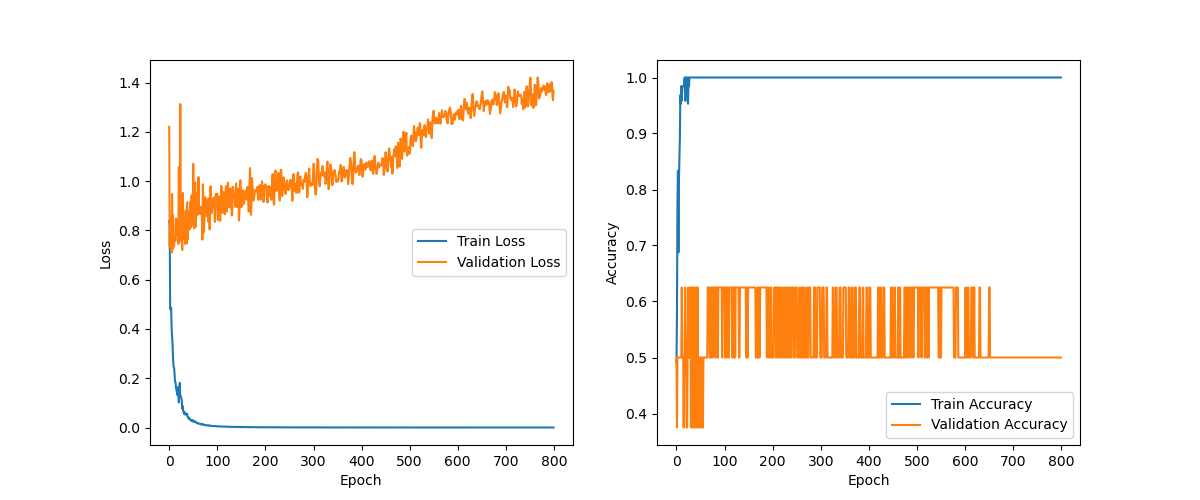 1.4
1.2
1.0
0.8
0.6
0.4
0.2
0.0
Loss
0 100 200 300 400 500 600 700 800
Epoch
Train Loss
Validation Loss
1.0
0.9
0.8
0.7
0.6
0.5
0.4
Accuracy
0 100 200 300 400 500 600 700 800
Epoch
Train Accuracy
Validation Accuracy